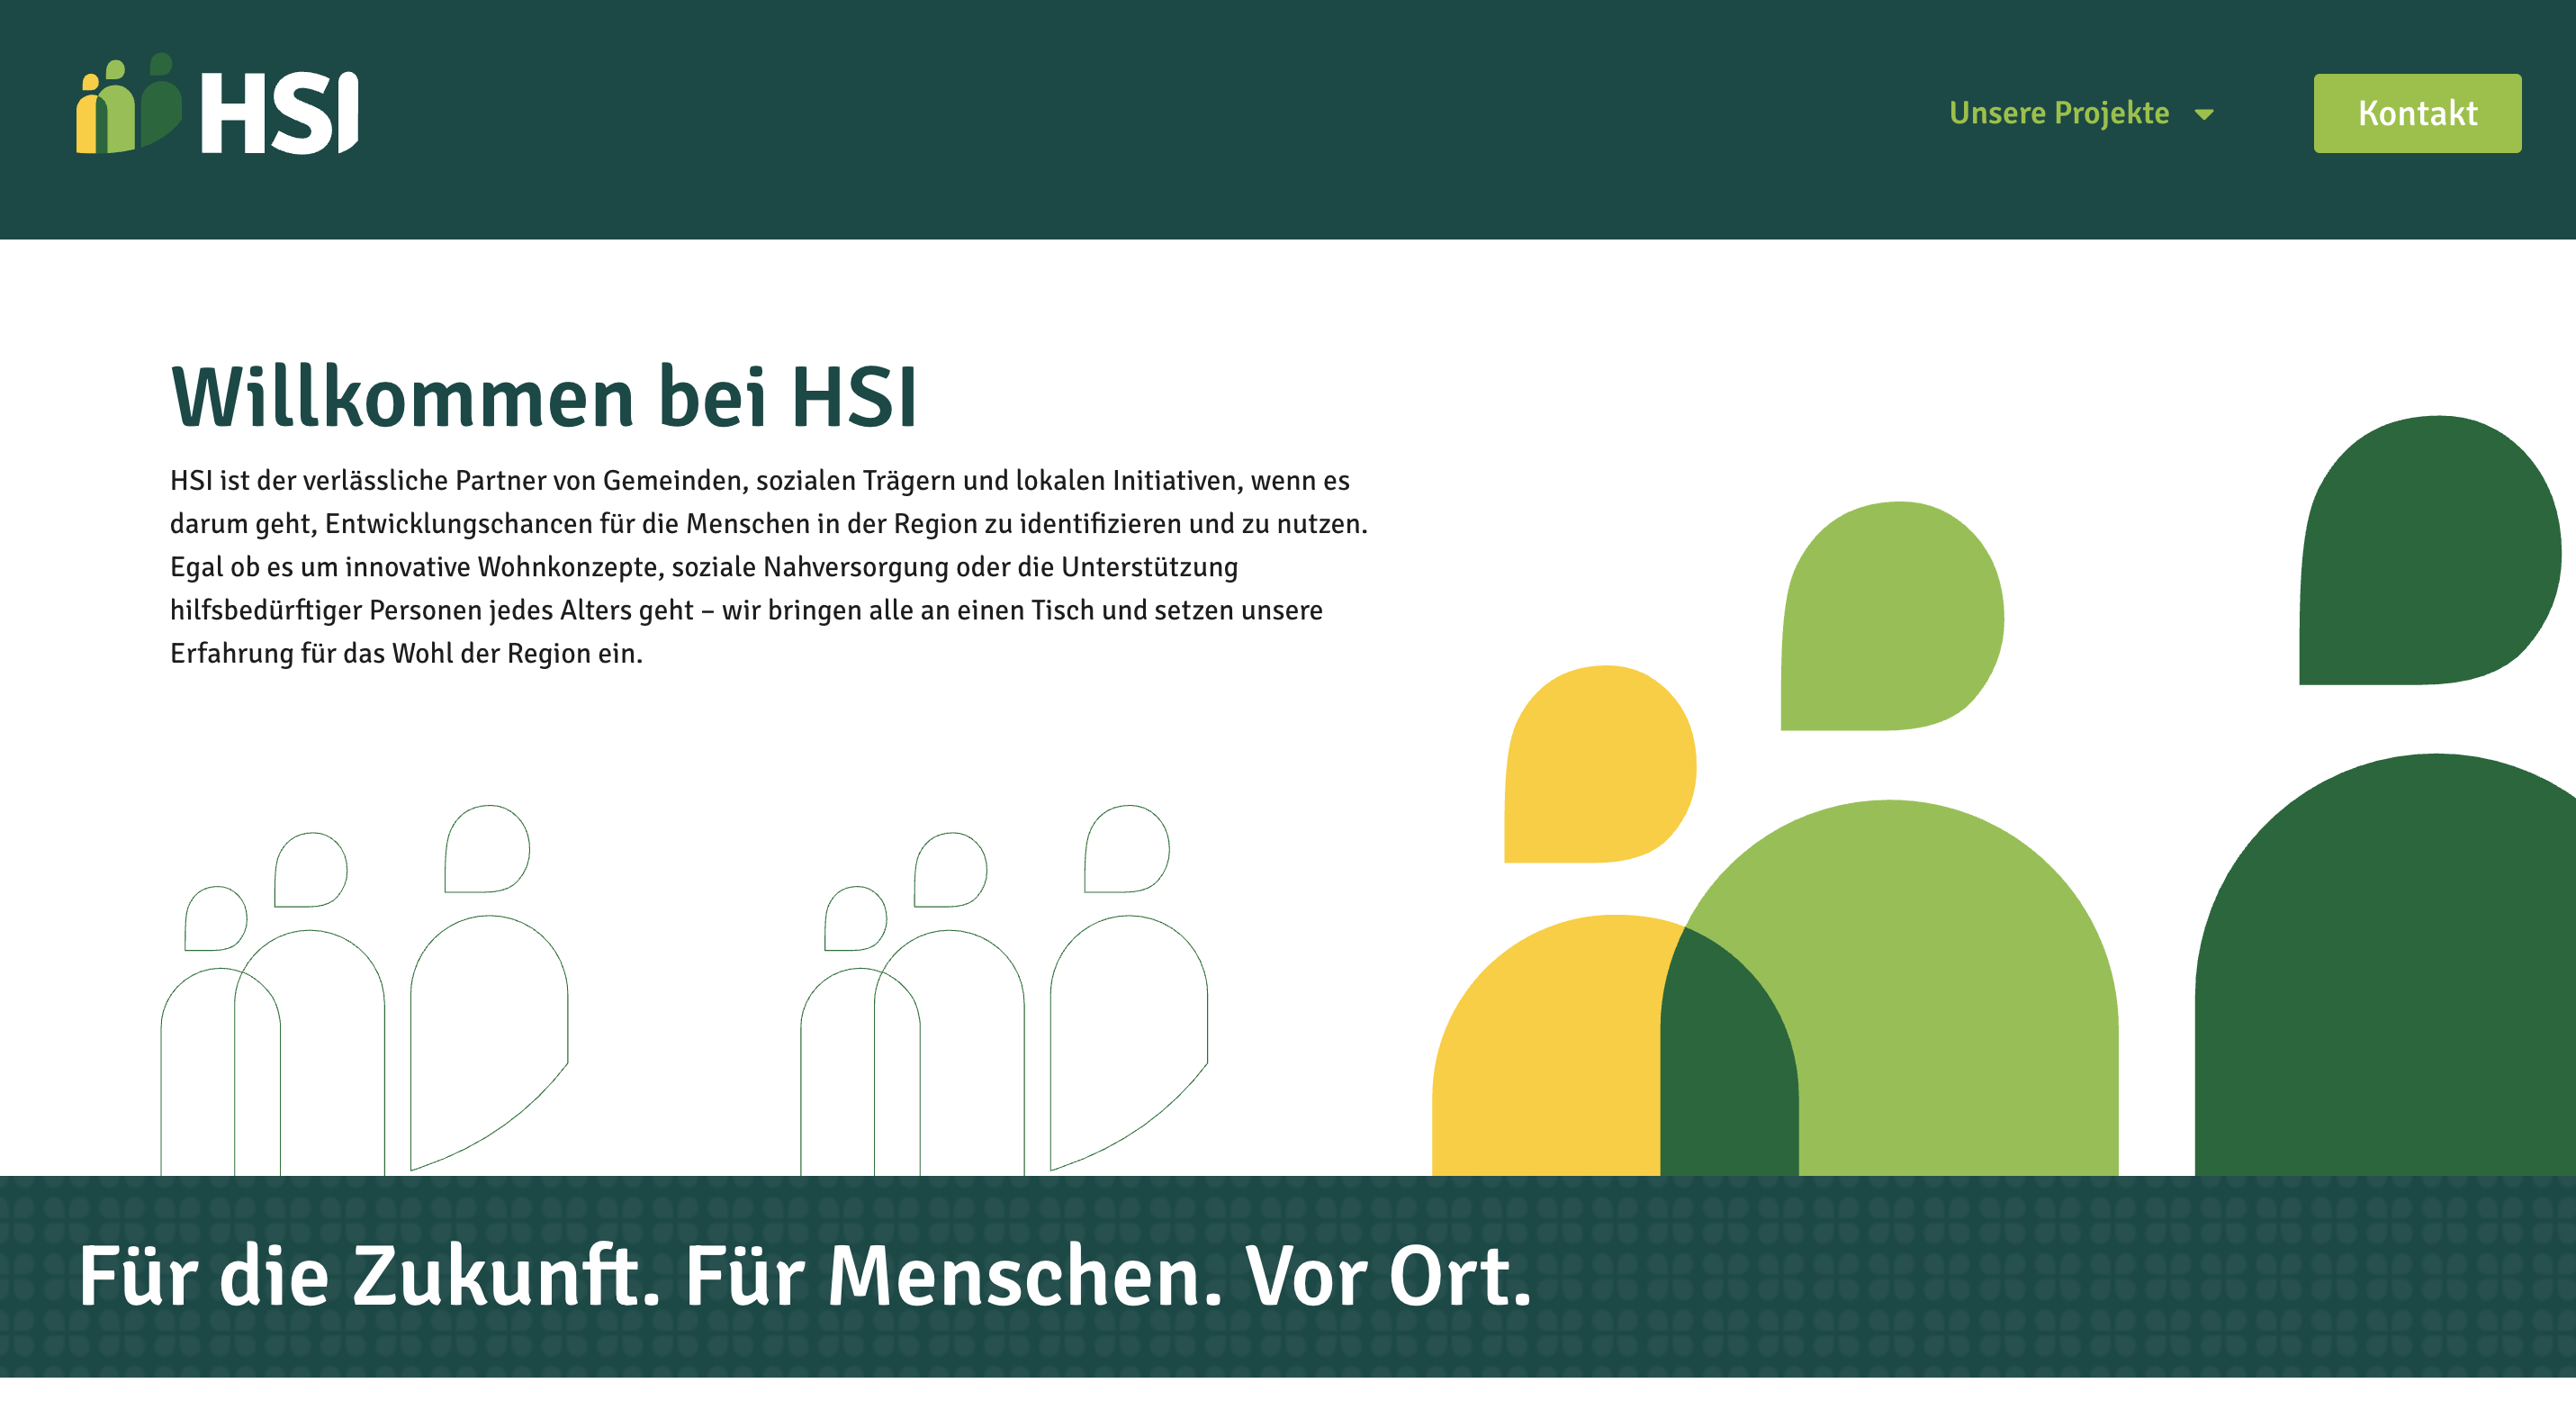 HSI
Unsere Projekte
Kontakt
Willkommen bei HSI
HSI ist der verlässliche Partner von Gemeinden, sozialen Trägern und lokalen Initiativen, wenn es
darum geht, Entwicklungschancen für die Menschen in der Region zu identifizieren und zu nutzen.
Egal ob es um innovative Wohnkonzepte, soziale Nahversorgung oder die Unterstützung
hilfsbedürftiger Personen jedes Alters geht – wir bringen alle an einen Tisch und setzen unsere
Erfahrung für das Wohl der Region ein.
Für die Zukunft. Für Menschen. Vor Ort.